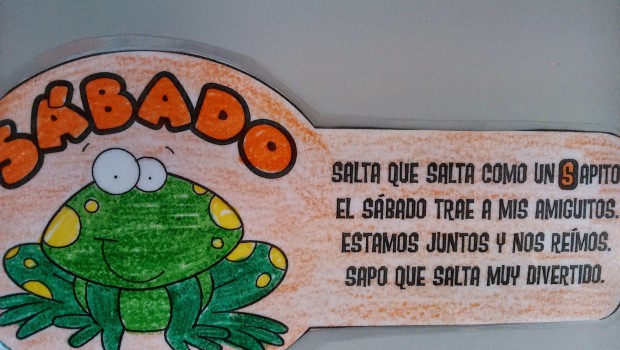 SÁBADO
SALTA QUE SALTA COMO UN SAPITO
EL SÁBADO TRAE A MIS AMIGUITOS.
ESTAMOS JUNTOS Y NOS REÍMOS.
SAPO QUE SALTA MUY DIVERTIDO.